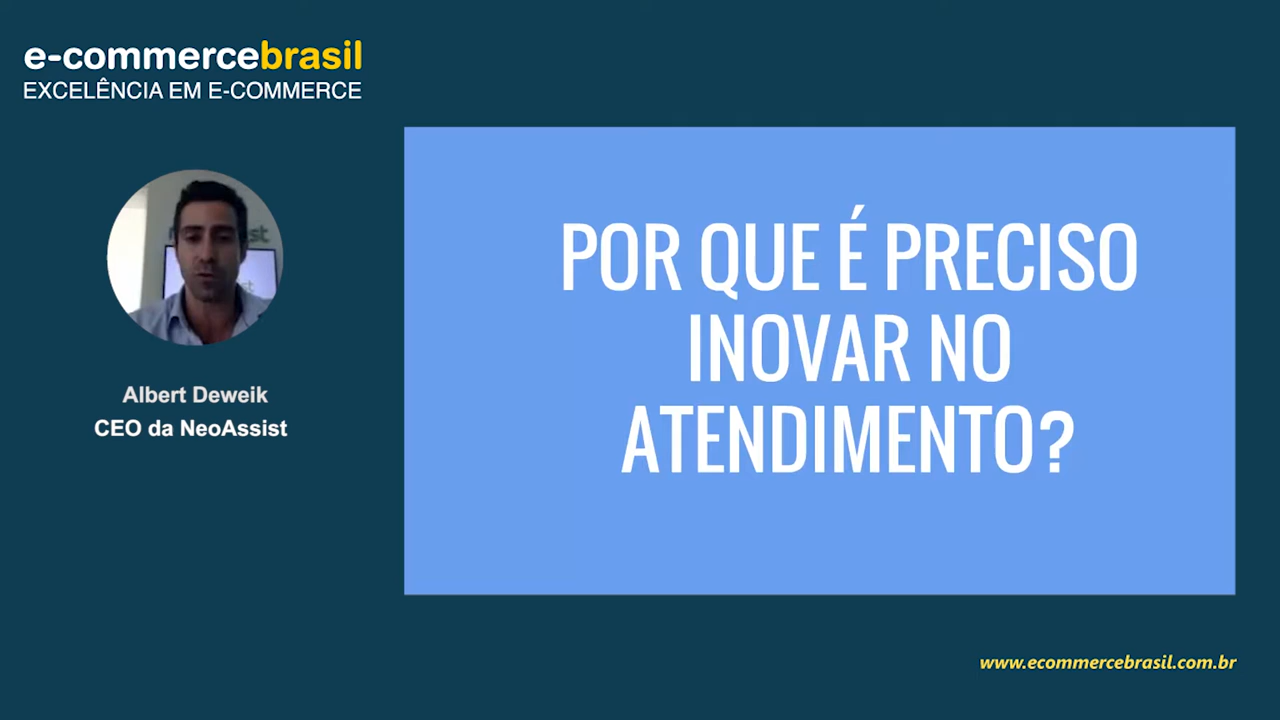 e-commercebrasil
EXCELÊNCIA EM E-COMMERCE
Albert Deweik
CEO da NeoAssist
POR QUE É PRECISO
INOVAR NO
ATENDIMENTO?
www.ecommercebrasil.com.br